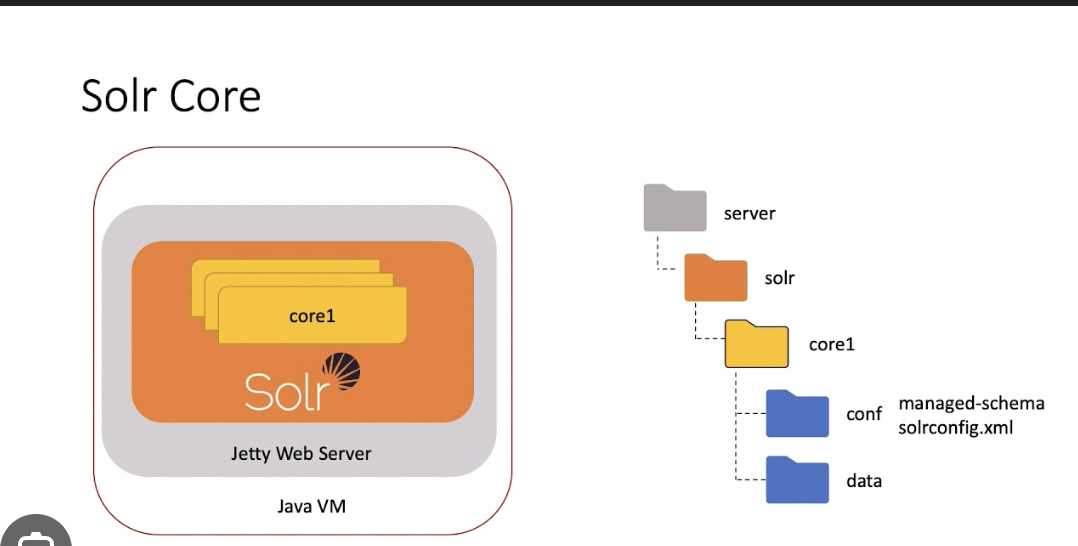 Solr Core
core1
Solr
Jetty Web Server
Java VM
server
solr
core1
conf
managed-schema
solrconfig.xml
data